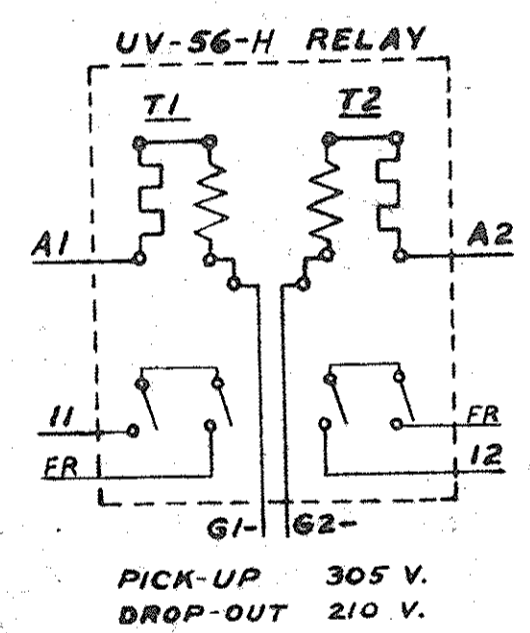 UV-56-H RELAY
T1 T2
A1 A2
11 FR
FR 12
G1- G2-
PICK-UP 305 V.
DROP-OUT 210 V.